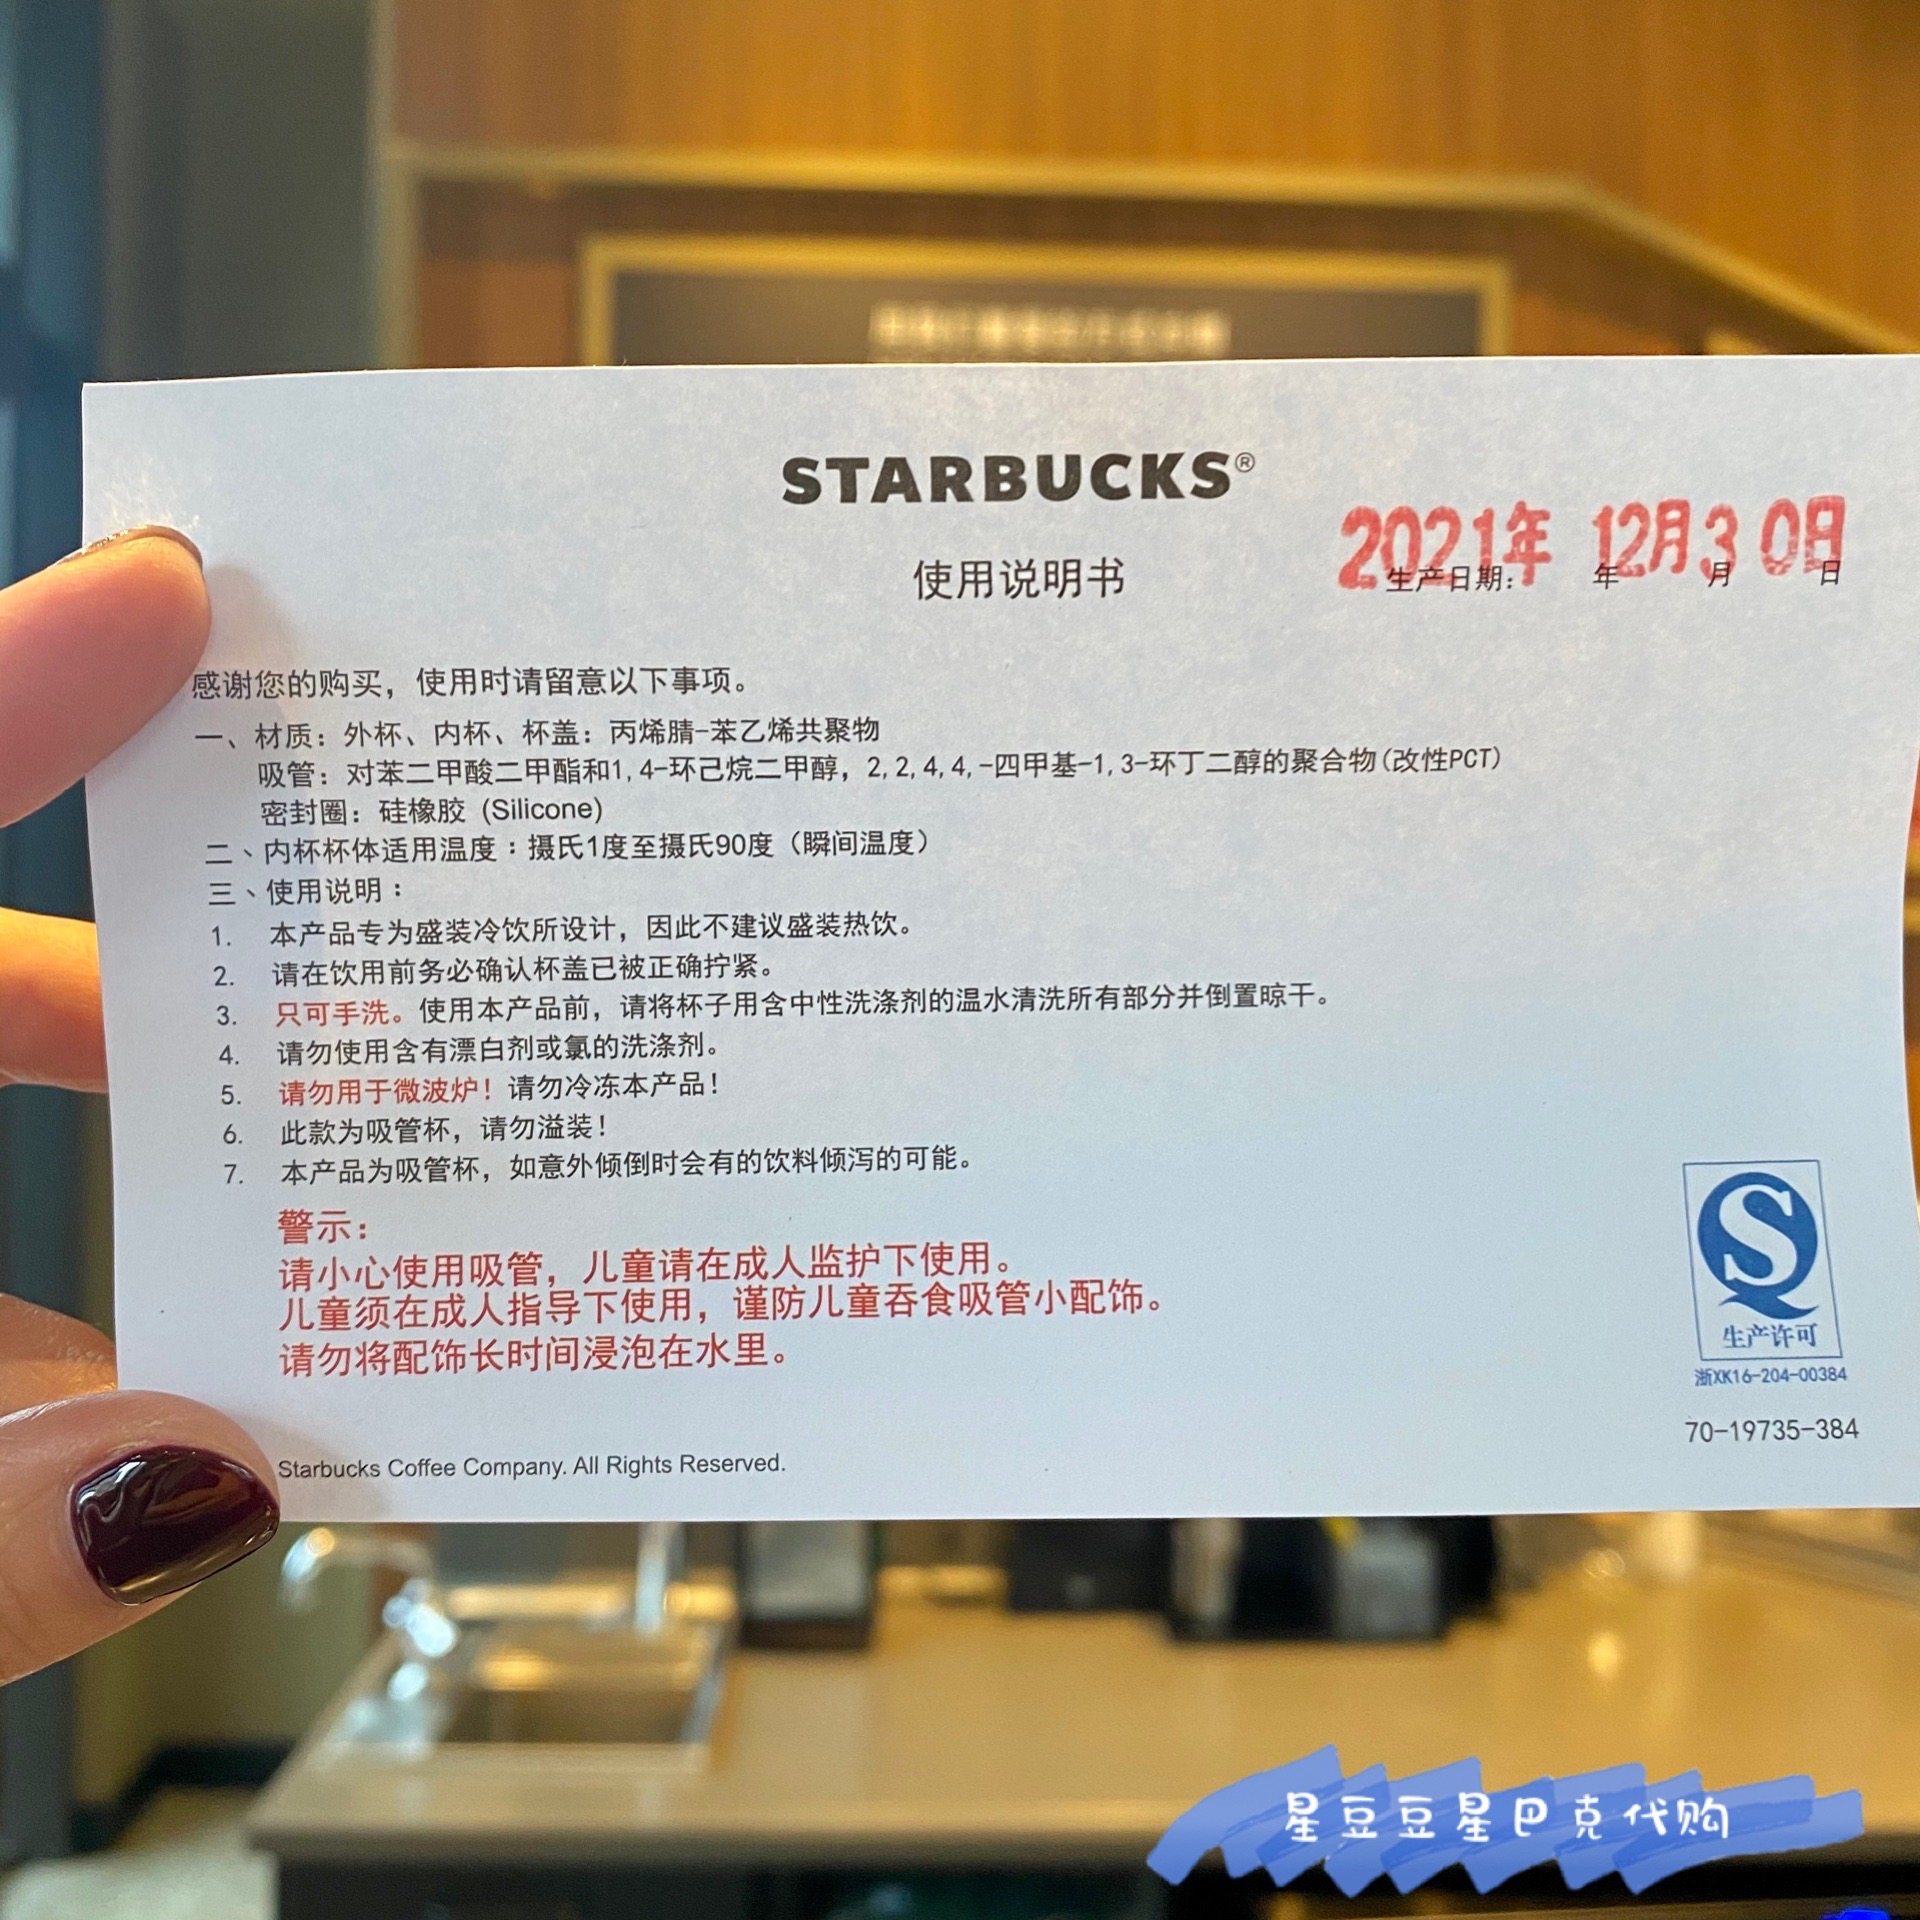 STARBUCKS®
使用说明书
2021年 12月30日
生产日期： 年 月 日
感谢您的购买，使用时请留意以下事项。
一、材质：外杯、内杯、杯盖：丙烯腈-苯乙烯共聚物
吸管：对苯二甲酸二甲酯和1,4-环己烷二甲醇，2,2,4,4,-四甲基-1,3-环丁二醇的聚合物(改性PCT)
密封圈：硅橡胶 (Silicone)
二、内杯杯体适用温度：摄氏1度至摄氏90度（瞬间温度）
三、使用说明：
1. 本产品专为盛装冷饮所设计，因此不建议盛装热饮。
2. 请在饮用前务必确认杯盖已被正确拧紧。
3. 只可手洗。使用本产品前，请将杯子用含中性洗涤剂的温水清洗所有部分并倒置晾干。
4. 请勿使用含有漂白剂或氯的洗涤剂。
5. 请勿用于微波炉！请勿冷冻本产品！
6. 此款为吸管杯，请勿溢装！
7. 本产品为吸管杯，如意外倾倒时会有的饮料倾泻的可能。
警示：
请小心使用吸管，儿童请在成人监护下使用。
儿童须在成人指导下使用，谨防儿童吞食吸管小配饰。
请勿将配饰长时间浸泡在水里。
生产许可
浙XK16-204-00384
70-19735-384
Starbucks Coffee Company. All Rights Reserved.
星豆豆星巴克代购